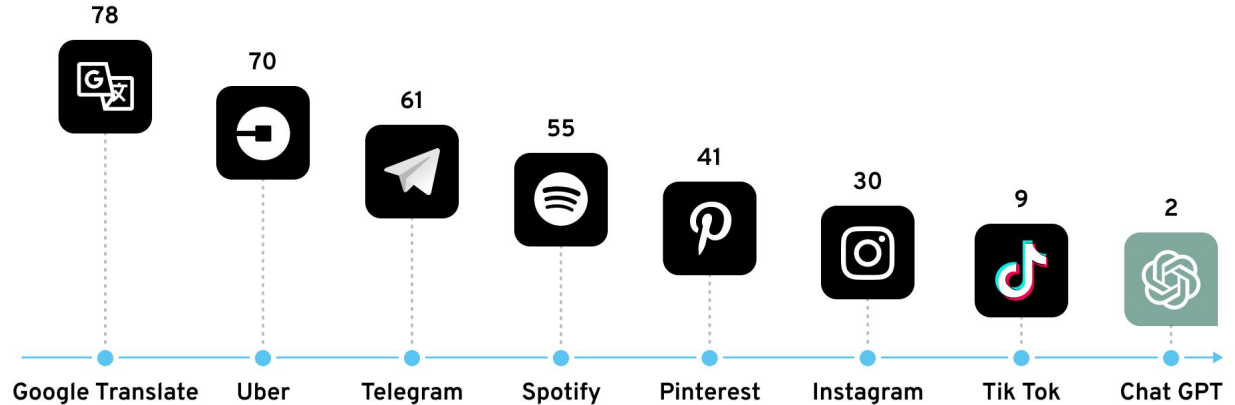 78
70
61
55
41
30
9
2
G 文
Google Translate
Uber
Telegram
Spotify
Pinterest
Instagram
Tik Tok
Chat GPT